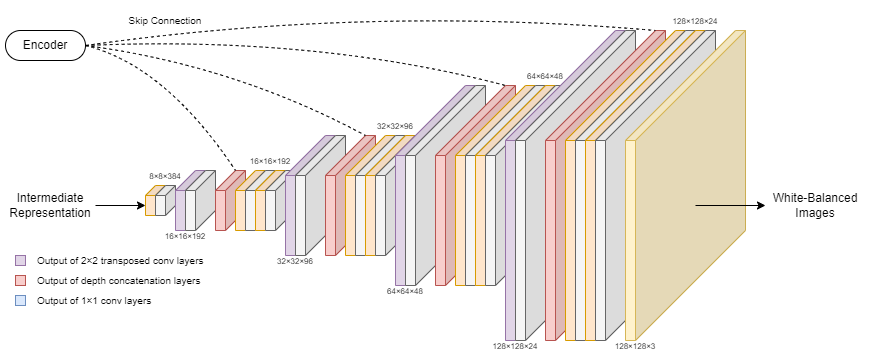 Skip Connection
Encoder
128×128×24
64×64×48
32×32×96
16×16×192
8×8×384
Intermediate
Representation
White-Balanced
Images
16×16×192
32×32×96
64×64×48
128×128×24
128×128×3
Output of 2×2 transposed conv layers
Output of depth concatenation layers
Output of 1×1 conv layers